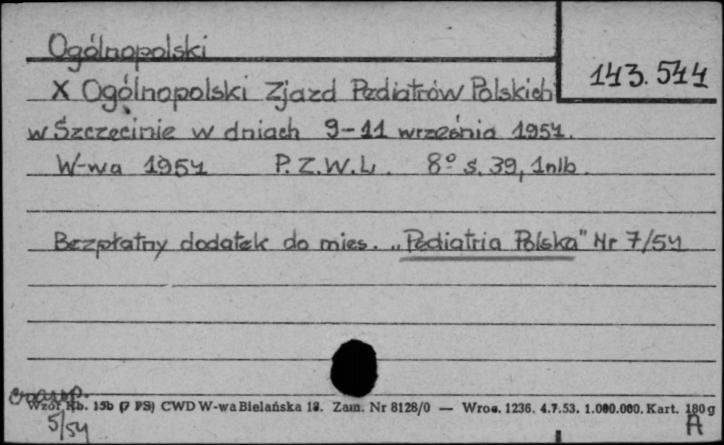 Ogólnopolski
143.544
X Ogólnopolski Zjazd Pediatrów Polskich
w Szczecinie w dniach 9-11 września 1954.
W-wa 1954 P.Z.W.L. 8° s. 39, 1nlb.
Bezpłatny dodatek do mies. „Pediatria Polska" Nr 7/54
Wzór Rb. 15b (7 PS) CWD W-wa Bielańska 18. Zam. Nr 8128/0 — Wroc. 1236. 4.7.53. 1.000.000. Kart. 180 g
5/54
A